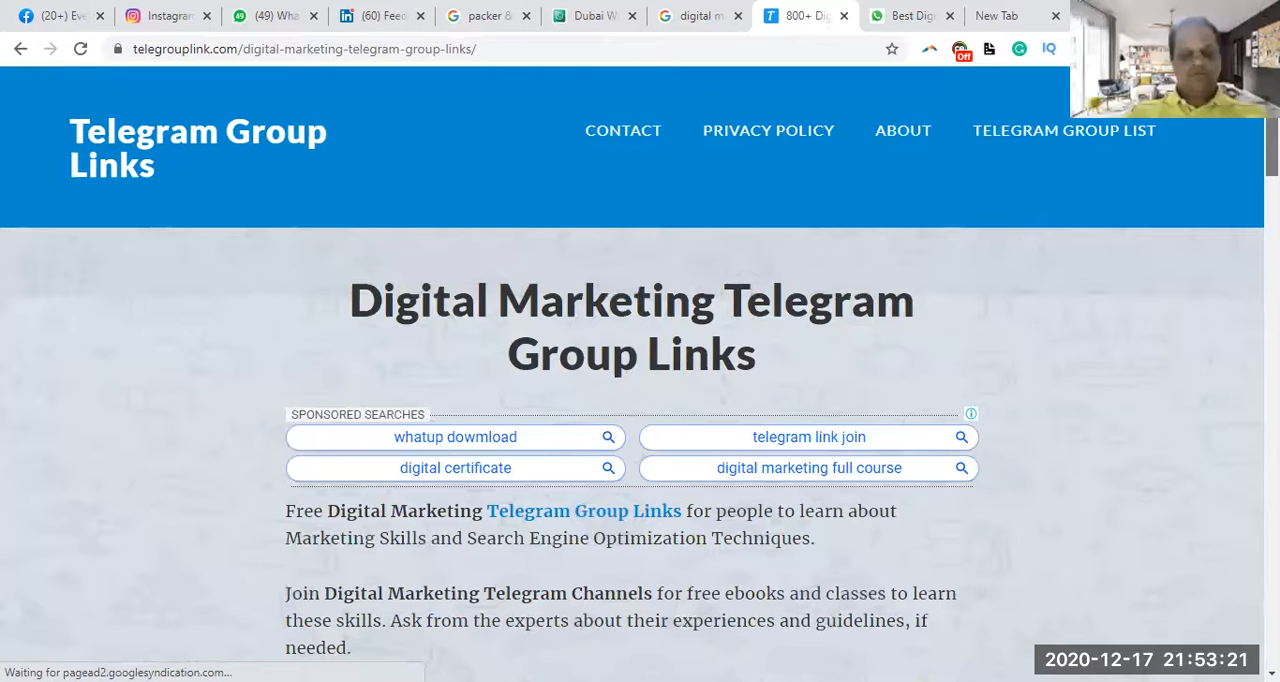 (20+) Eve
Instagram
(49) Wha
(60) Feed
packer &
Dubai W
digital m
800+ Dig
Best Dig
New Tab
telegrouplink.com/digital-marketing-telegram-group-links/
Off
IQ
Telegram Group
Links
CONTACT
PRIVACY POLICY
ABOUT
TELEGRAM GROUP LIST
Digital Marketing Telegram
Group Links
SPONSORED SEARCHES
whatup dowmload
telegram link join
digital certificate
digital marketing full course
Free Digital Marketing Telegram Group Links for people to learn about
Marketing Skills and Search Engine Optimization Techniques.
Join Digital Marketing Telegram Channels for free ebooks and classes to learn
these skills. Ask from the experts about their experiences and guidelines, if
needed.
Waiting for pagead2.googlesyndication.com...
2020-12-17 21:53:21